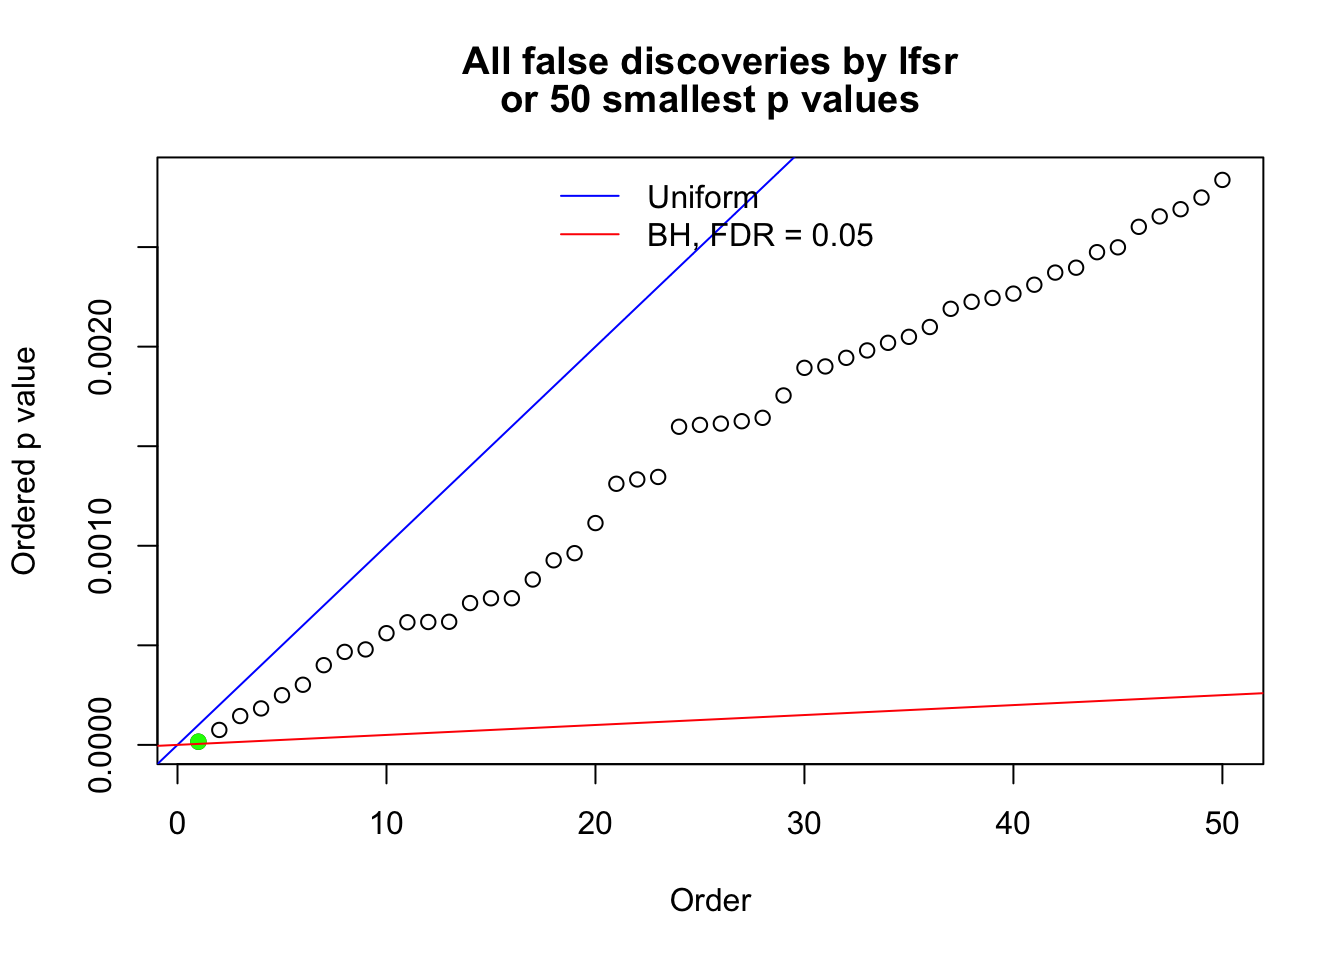 All false discoveries by lfsr
or 50 smallest p values
Uniform
BH, FDR = 0.05
Ordered p value
0.0020
0.0010
0.0000
0 10 20 30 40 50
Order